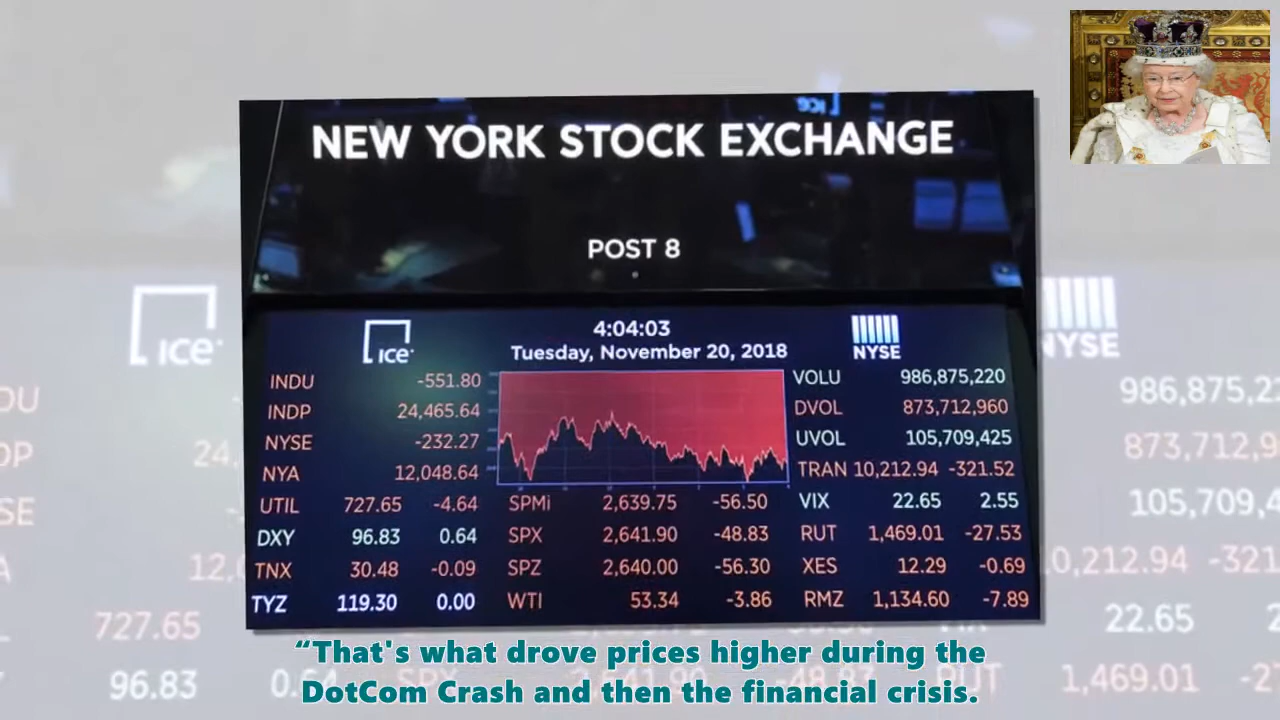 NEW YORK STOCK EXCHANGE
POST 8
ice
4:04:03
Tuesday, November 20, 2018
NYSE
INDU -551.80
INDP 24,465.64
NYSE -232.27
NYA 12,048.64
UTIL 727.65 -4.64
DXY 96.83 0.64
TNX 30.48 -0.09
TYZ 119.30 0.00
SPMi 2,639.75 -56.50
SPX 2,641.90 -48.83
SPZ 2,640.00 -56.30
WTI 53.34 -3.86
VOLU 986,875,220
DVOL 873,712,960
UVOL 105,709,425
TRAN 10,212.94 -321.52
VIX 22.65 2.55
RUT 1,469.01 -27.53
XES 12.29 -0.69
RMZ 1,134.60 -7.89
“That's what drove prices higher during the
DotCom Crash and then the financial crisis.